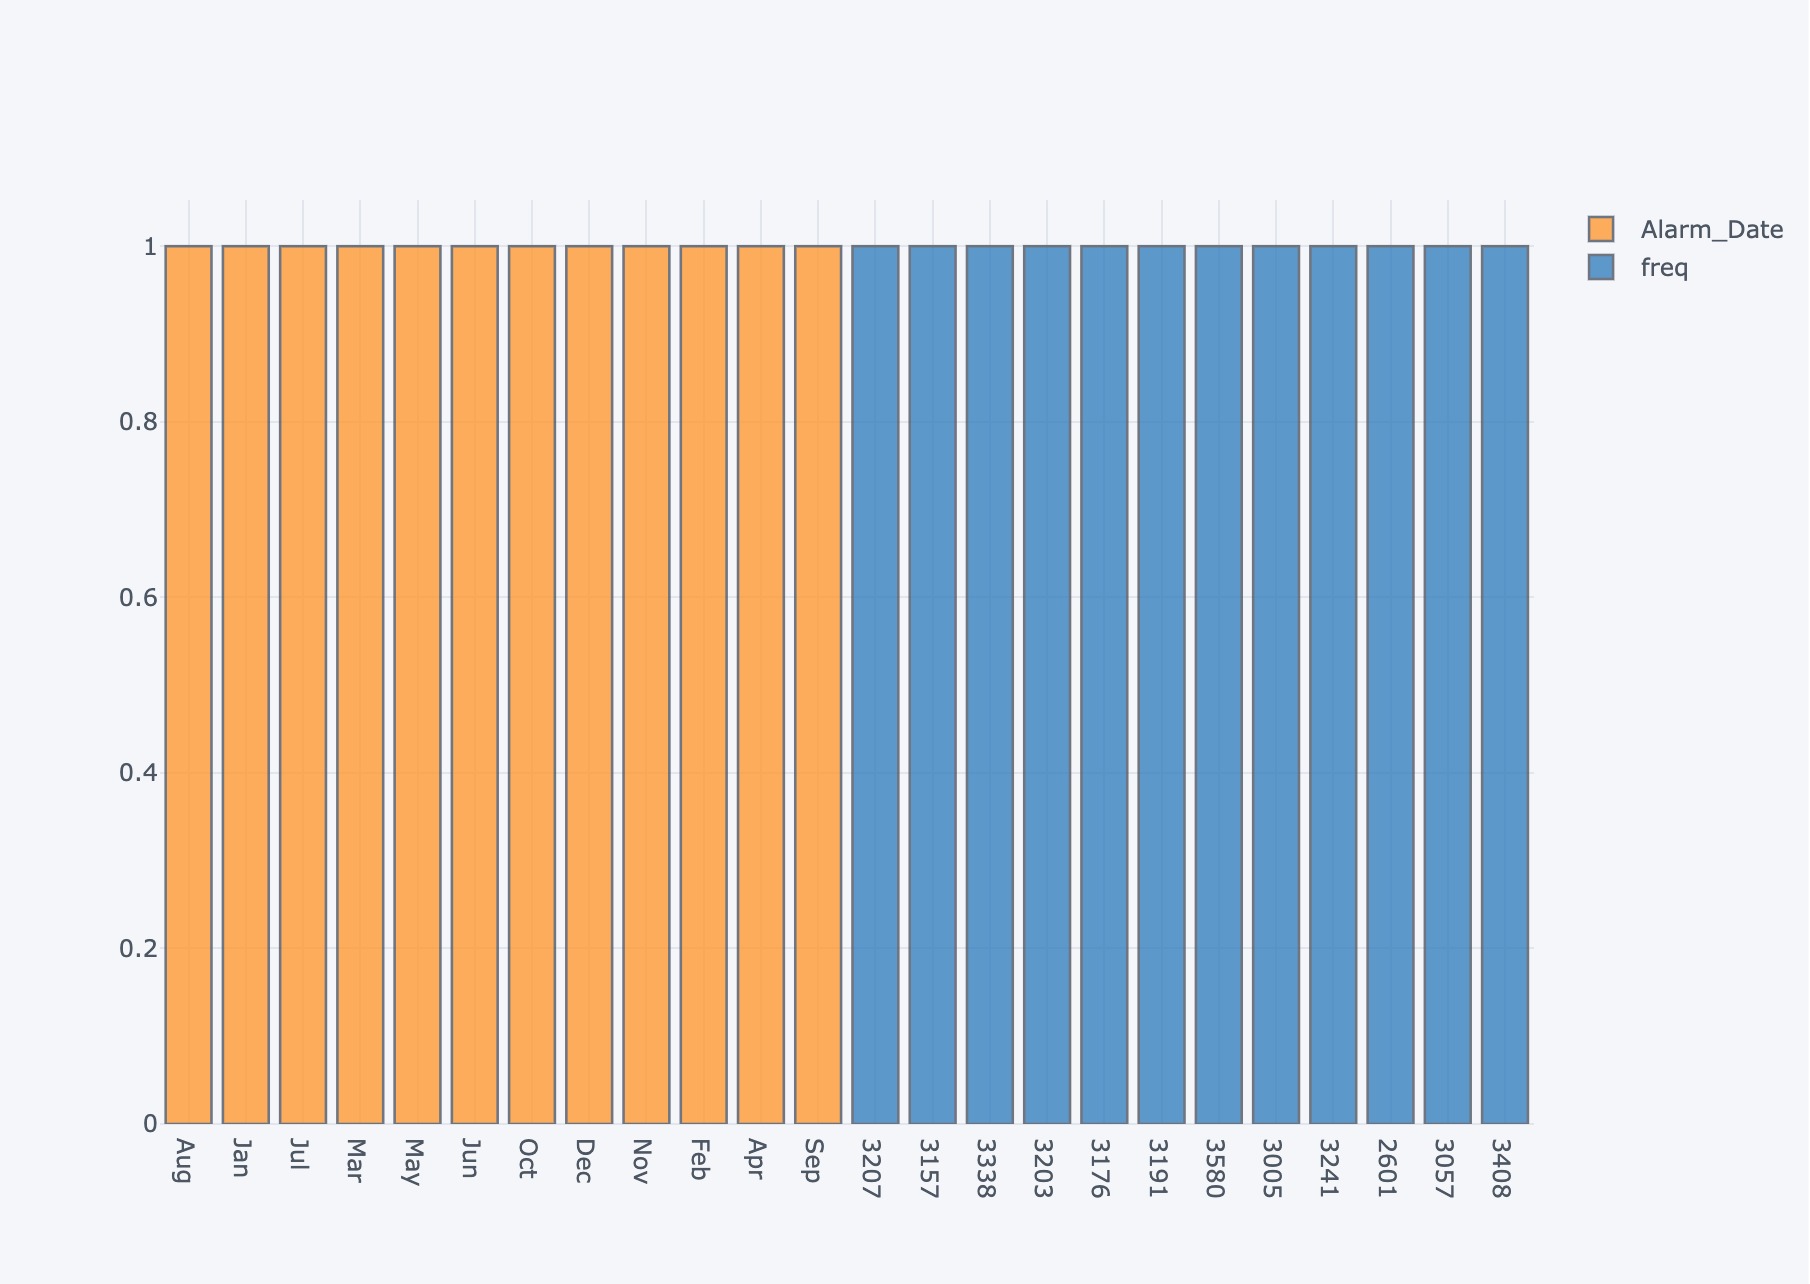 Alarm_Date
freq
1
0.8
0.6
0.4
0.2
0
Aug
Jan
Jul
Mar
May
Jun
Oct
Dec
Nov
Feb
Apr
Sep
3207
3157
3338
3203
3176
3191
3580
3005
3241
2601
3057
3408